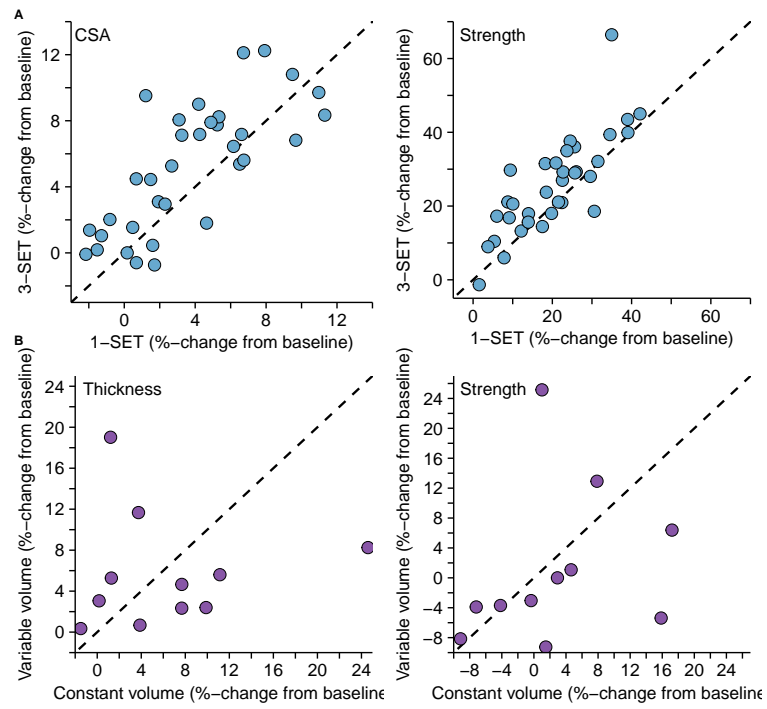 A
CSA
12
8
4
0
3−SET (%−change from baseline)
0 4 8 12
1−SET (%−change from baseline)
Strength
60
40
20
0
3−SET (%−change from baseline)
0 20 40 60
1−SET (%−change from baseline)
B
Thickness
24
20
16
12
8
4
0
Variable volume (%−change from baseline)
0 4 8 12 16 20 24
Constant volume (%−change from baseline
Strength
24
20
16
12
8
4
0
−4
−8
Variable volume (%−change from baseline)
−8 −4 0 4 8 12 16 20 24
Constant volume (%−change from baseline